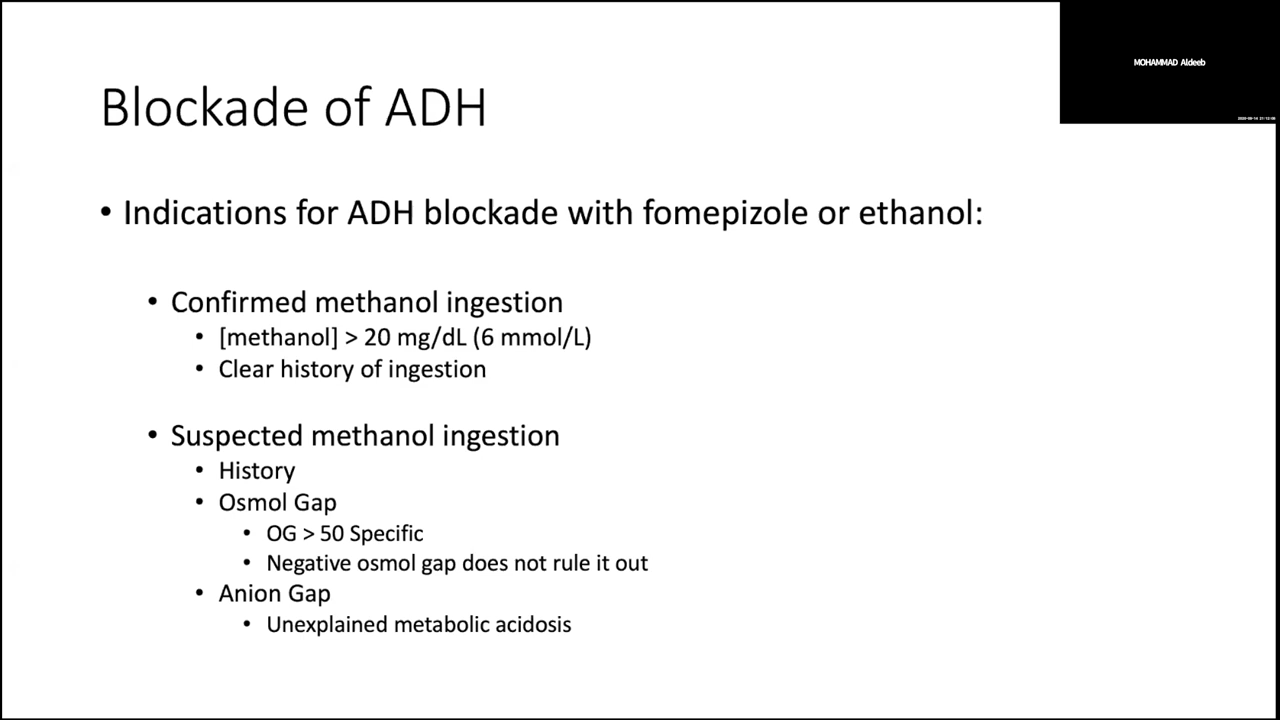 MOHAMMAD Aldeeb
Blockade of ADH
• Indications for ADH blockade with fomepizole or ethanol:
• Confirmed methanol ingestion
• [methanol] > 20 mg/dL (6 mmol/L)
• Clear history of ingestion
• Suspected methanol ingestion
• History
• Osmol Gap
• OG > 50 Specific
• Negative osmol gap does not rule it out
• Anion Gap
• Unexplained metabolic acidosis